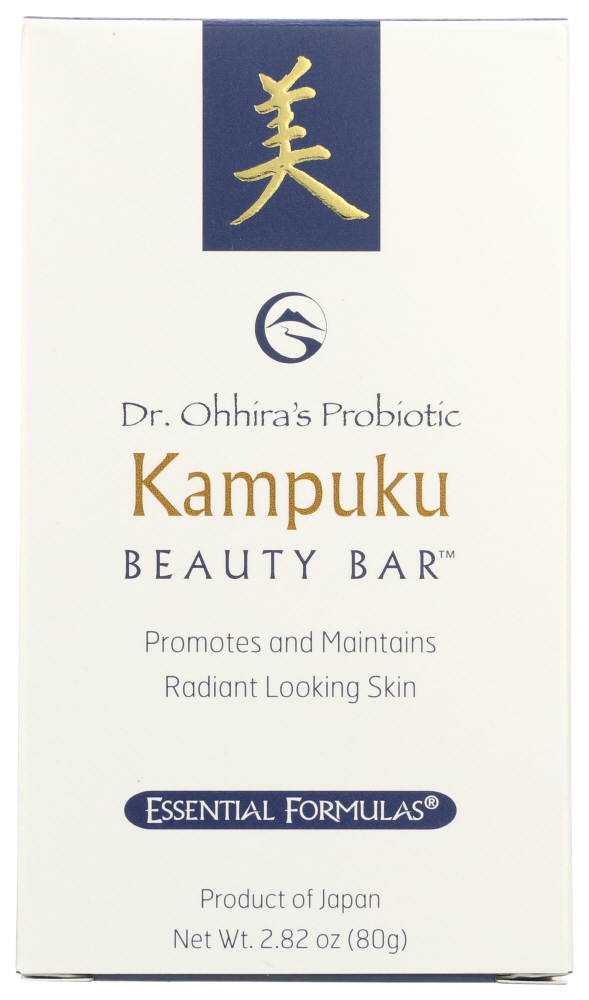 美
Dr. Ohhira's Probiotic
Kampuku
BEAUTY BAR™
Promotes and Maintains
Radiant Looking Skin
ESSENTIAL FORMULAS®
Product of Japan
Net Wt. 2.82 oz (80g)